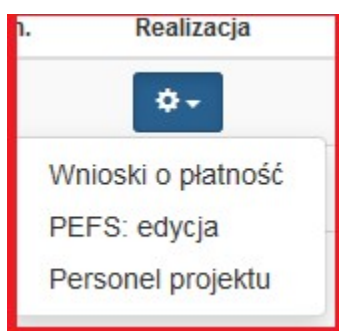 n. Realizacja
Wnioski o płatność
PEFS: edycja
Personel projektu